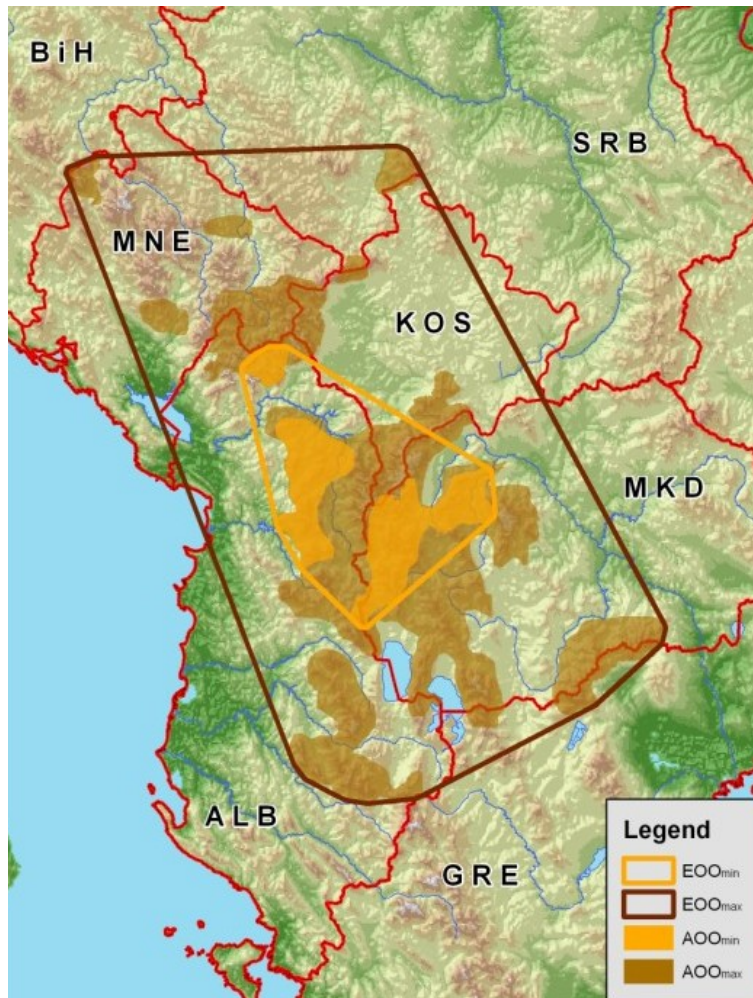 BiH
SRB
MNE
KOS
MKD
ALB
GRE
Legend
EOOmin
EOOmax
AOOmin
AOOmax